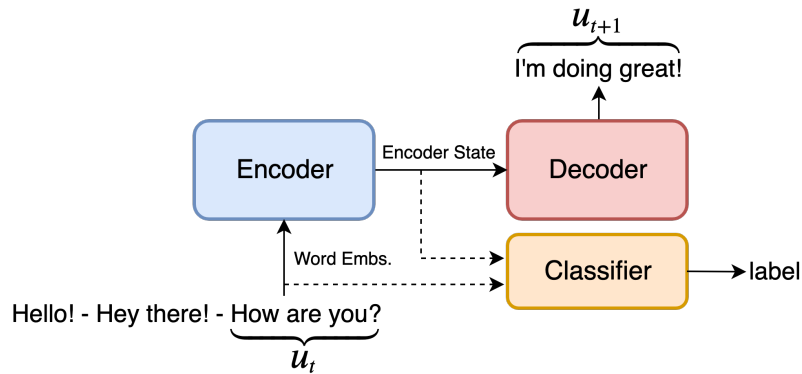 u_{t+1}
I'm doing great!
Encoder
Encoder State
Decoder
Word Embs.
Classifier
label
Hello! - Hey there! - How are you?
u_t